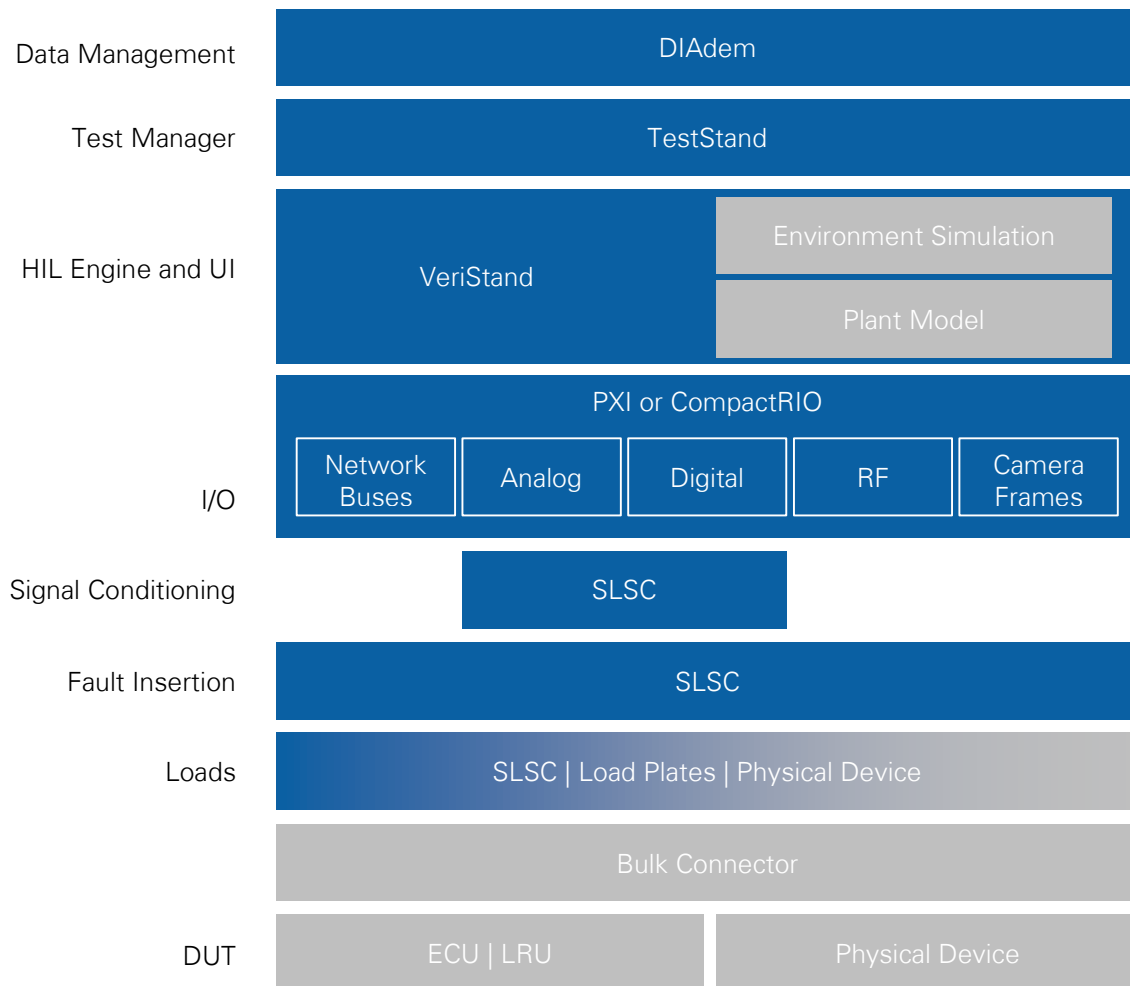 Data Management
DIAdem
Test Manager
TestStand
HIL Engine and UI
VeriStand
Environment Simulation
Plant Model
I/O
PXI or CompactRIO
Network
Buses
Analog
Digital
RF
Camera
Frames
Signal Conditioning
SLSC
Fault Insertion
SLSC
Loads
SLSC | Load Plates | Physical Device
Bulk Connector
DUT
ECU | LRU
Physical Device